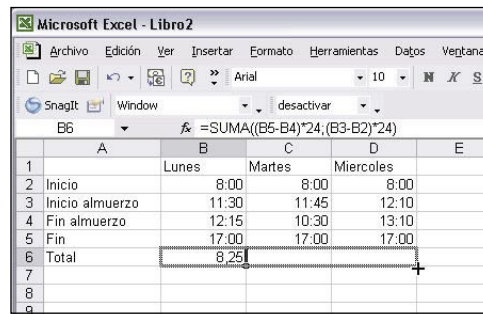 Microsoft Excel - Libro2
Archivo Edición Ver Insertar Formato Herramientas Datos Ventana
Arial 10 N K S
SnagIt Window desactivar
B6 fx =SUMA((B5-B4)*24;(B3-B2)*24)
A B C D E
1 Lunes Martes Miercoles
2 Inicio 8:00 8:00 8:00
3 Inicio almuerzo 11:30 11:45 12:10
4 Fin almuerzo 12:15 10:30 13:10
5 Fin 17:00 17:00 17:00
6 Total 8,25
7
8
9